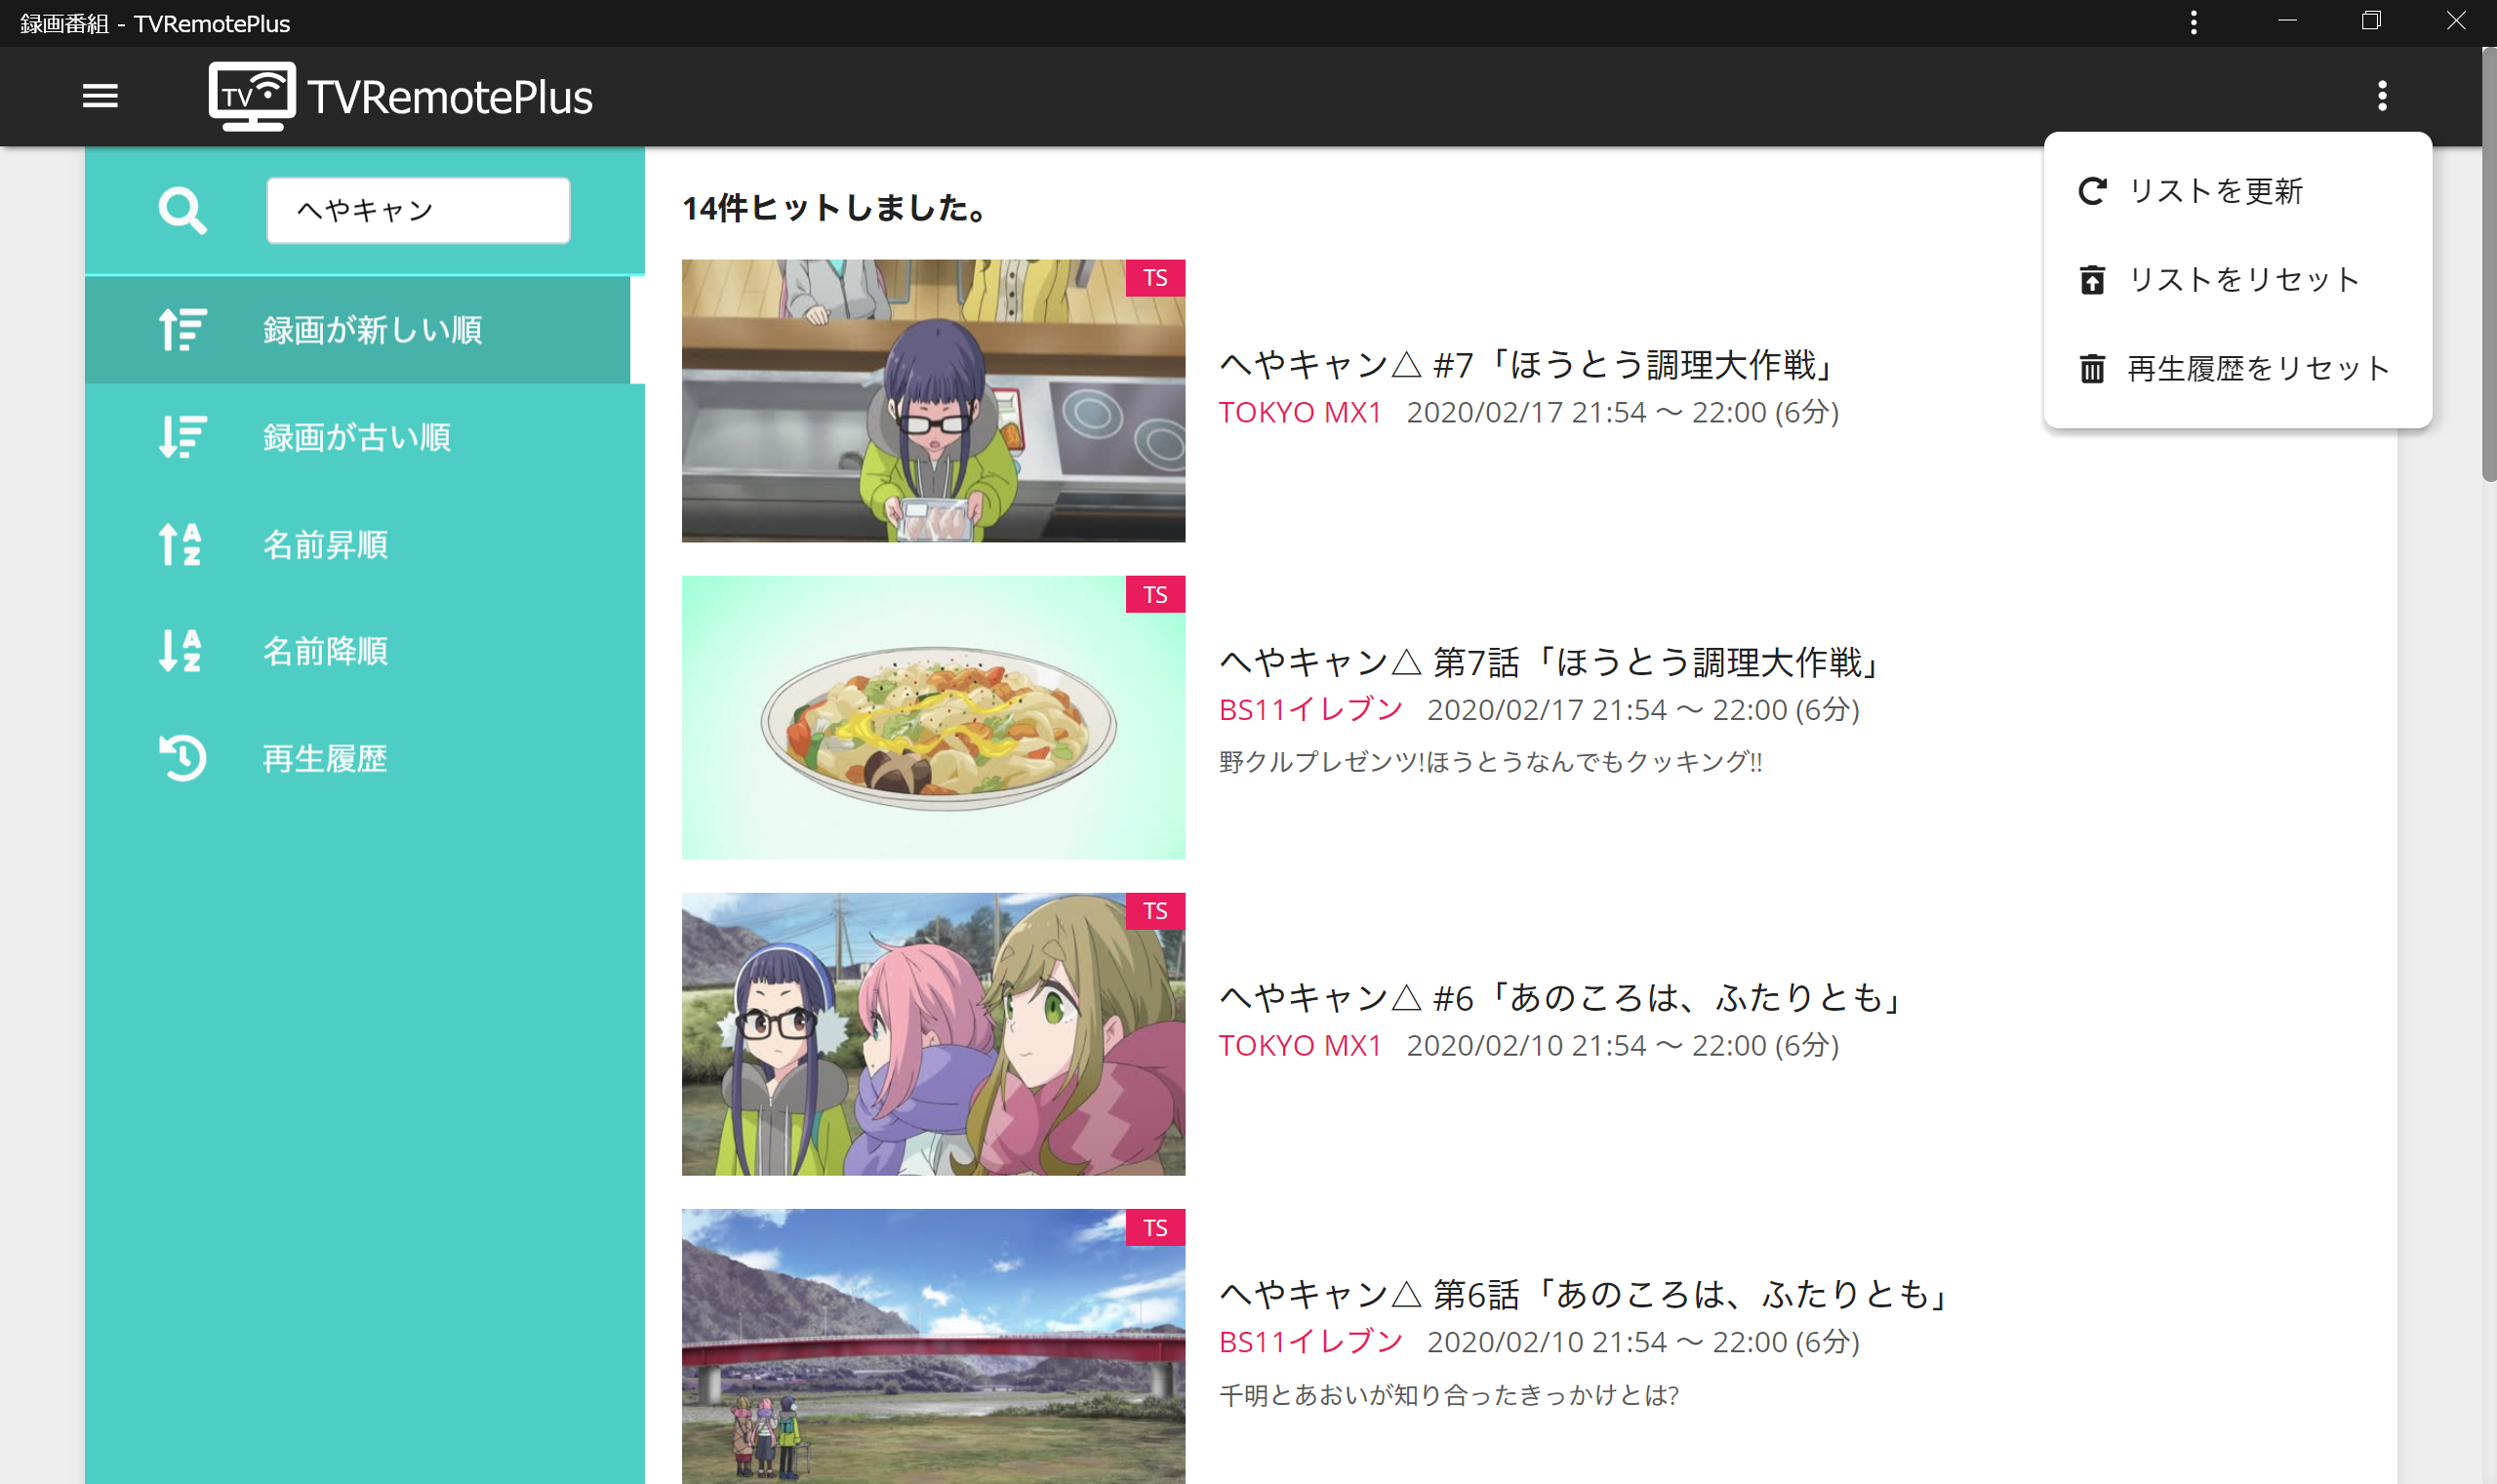 録画番組 - TVRemotePlus
TV TVRemotePlus
へやキャン
録画が新しい順
録画が古い順
名前昇順
名前降順
再生履歴
リストを更新
リストをリセット
再生履歴をリセット
14件ヒットしました。
TS
へやキャン△ #7「ほうとう調理大作戦」
TOKYO MX1 2020/02/17 21:54 ～ 22:00 (6分)
TS
へやキャン△ 第7話「ほうとう調理大作戦」
BS11イレブン 2020/02/17 21:54 ～ 22:00 (6分)
野クルプレゼンツ!ほうとうなんでもクッキング!!
TS
へやキャン△ #6「あのころは、ふたりとも」
TOKYO MX1 2020/02/10 21:54 ～ 22:00 (6分)
TS
へやキャン△ 第6話「あのころは、ふたりとも」
BS11イレブン 2020/02/10 21:54 ～ 22:00 (6分)
千明とあおいが知り合ったきっかけとは?